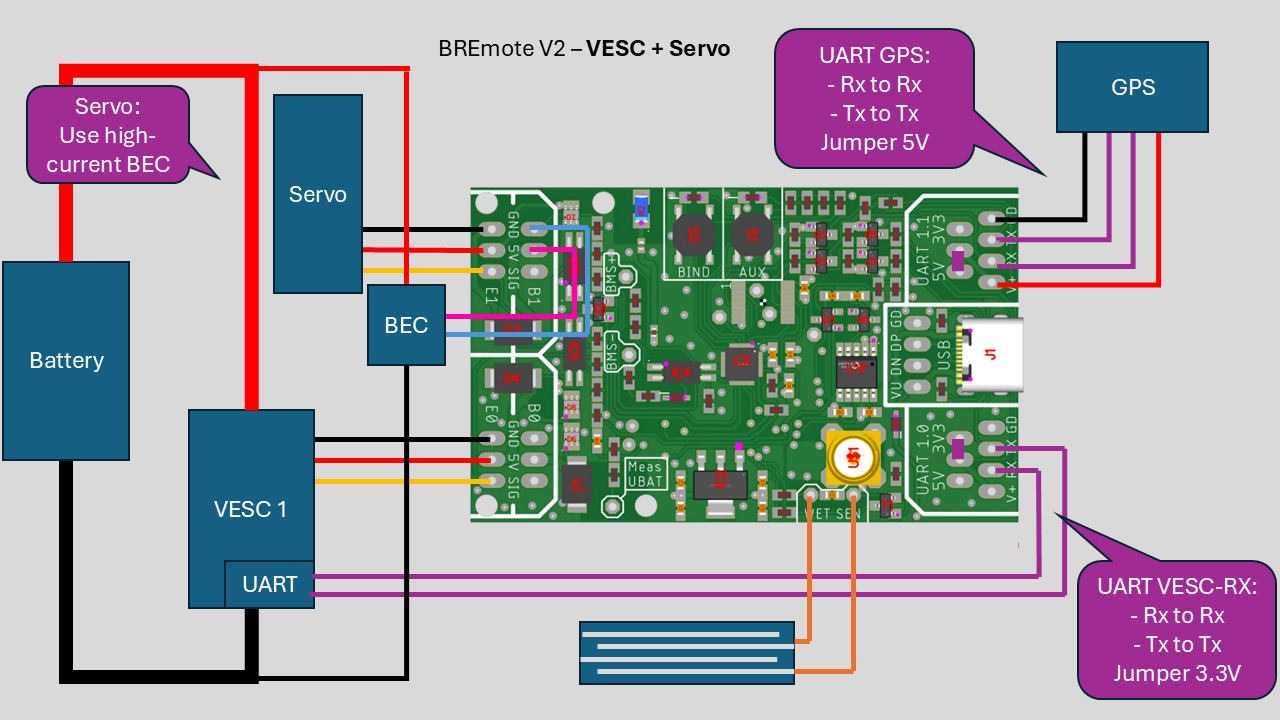 BREmote V2 – VESC + Servo
Servo:
Use high-
current BEC
UART GPS:
- Rx to Rx
- Tx to Tx
Jumper 5V
GPS
Servo
BEC
Battery
VESC 1
UART
UART VESC-RX:
- Rx to Rx
- Tx to Tx
Jumper 3.3V
GND 5V SIG
E1
B1
GND 5V SIG
E0
B0
BIND
AUX
BMS+
BMS-
Meas
UBAT
WET SEN
UART 1.1
5V 3V3
USB
VU DN DP GD
J1
UART 1.0
5V 3V3
V+ RX TX GD
D4
D1